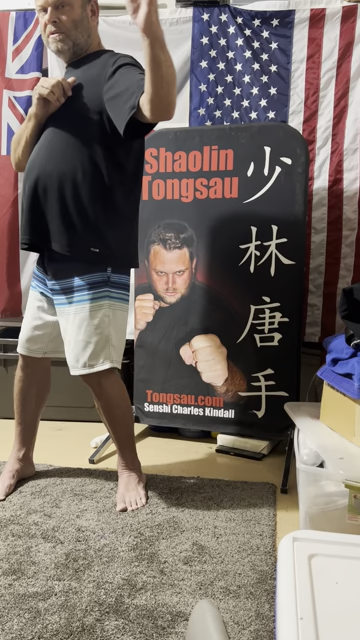 Shaolin
Tongsau
少
林
唐
手
Tongsau.com
Senshi Charles Kindall